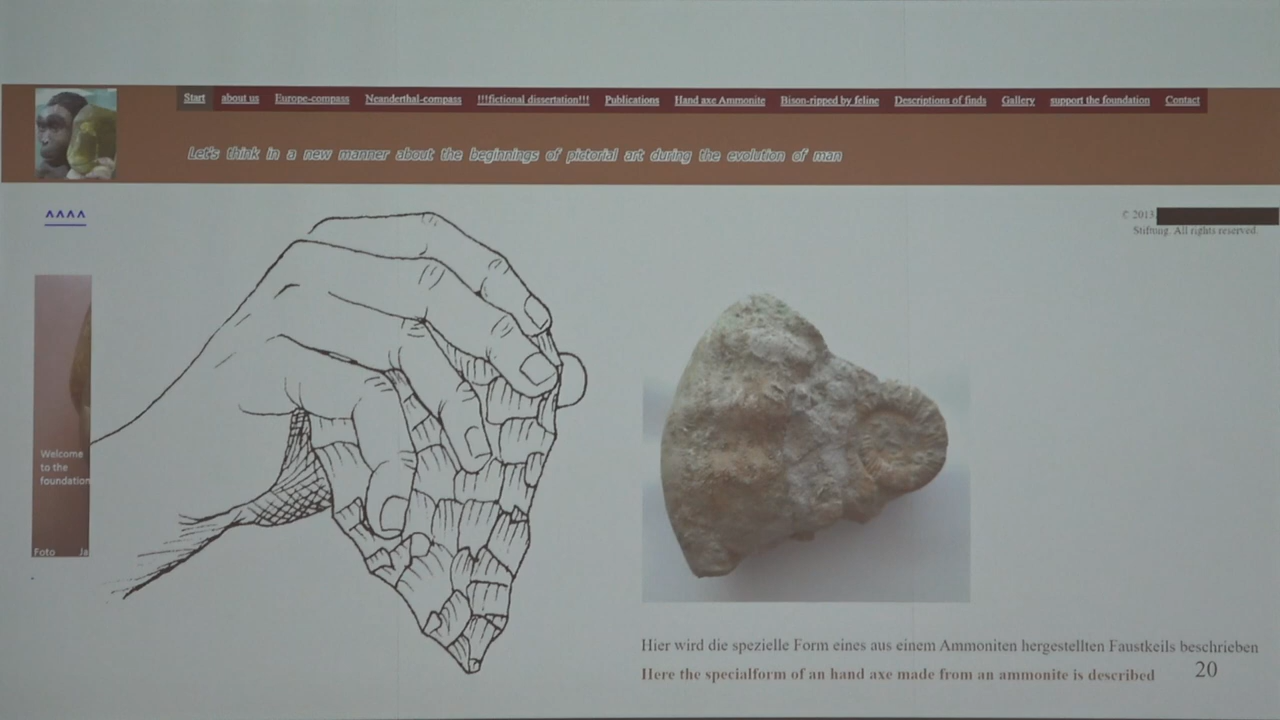 Start about us Europe-compass Neanderthal-compass !!!fictional dissertation!!! Publications Hand axe Ammonite Bison-ripped by feline Descriptions of finds Gallery support the foundation Contact
Let's think in a new manner about the beginnings of pictorial art during the evolution of man
^^^^
© 2013
Stiftung. All rights reserved.
Welcome
to the
foundation
Foto Ja
Hier wird die spezielle Form eines aus einem Ammoniten hergestellten Faustkeils beschrieben
Here the specialform of an hand axe made from an ammonite is described
20